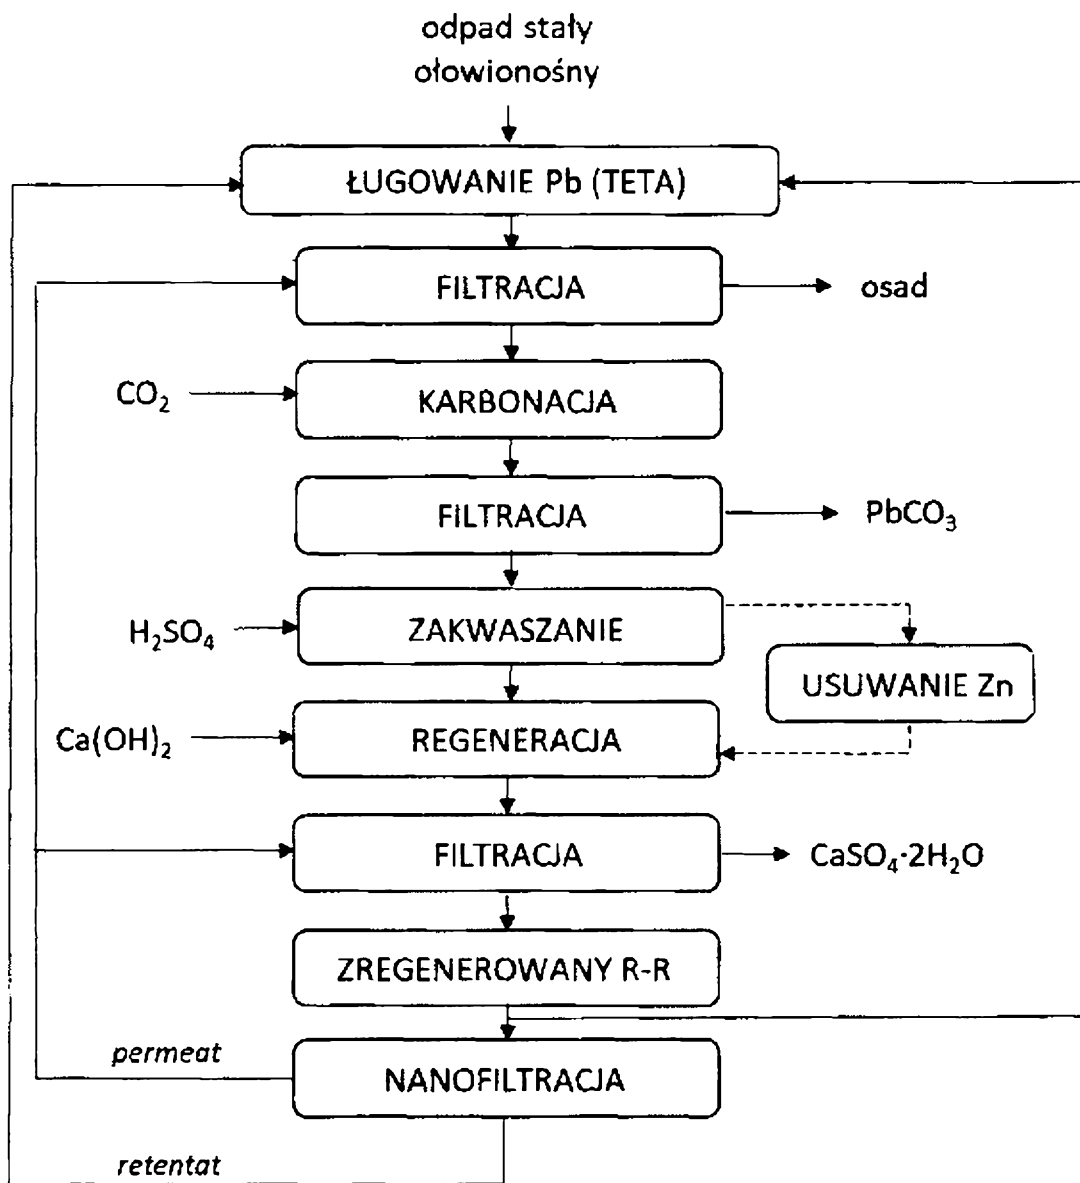 odpad stały
ołowionośny
ŁUGOWANIE Pb (TETA)
FILTRACJA
osad
CO₂
KARBONACJA
FILTRACJA
PbCO₃
H₂SO₄
ZAKWASZANIE
USUWANIE Zn
Ca(OH)₂
REGENERACJA
FILTRACJA
CaSO₄·2H₂O
ZREGENEROWANY R-R
permeat
NANOFILTRACJA
retentat